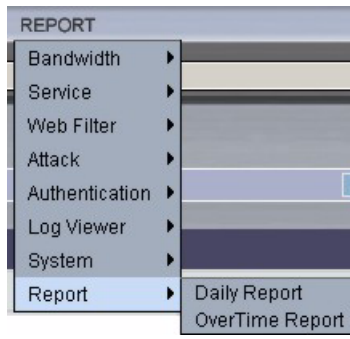 REPORT
Bandwidth
Service
Web Filter
Attack
Authentication
Log Viewer
System
Report
Daily Report
OverTime Report